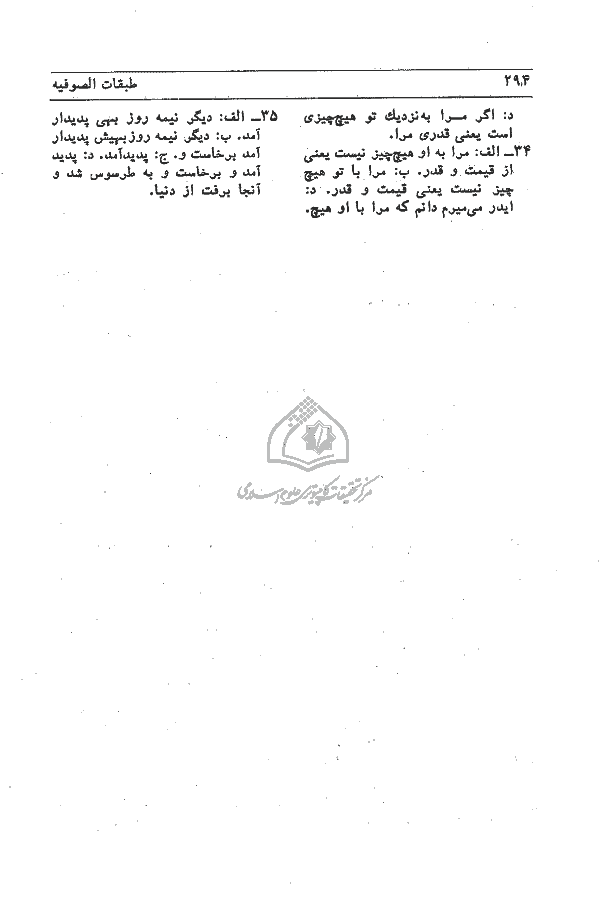 ۲۹۴
طبقات الصوفیه
د: اگر مــرا به‌نزدیك تو هیچ‌چیزی
است یعنی قدری مرا.
۳۴ـ الف: مرا به او هیچ‌چیز نیست یعنی
از قیمت و قدر. ب: مرا با تو هیچ
چیز نیست یعنی قیمت و قدر. د:
ایدر می‌میرم دانم که مرا با او هیچ.
۳۵ـ الف: دیگر نیمه روز بهی پدیدار
آمد. ب: دیگر نیمه روز بهیش پدیدار
آمد برخاست و. ج: پدیدآمد. د: پدید
آمد و برخاست و به طرسوس شد و
آنجا برفت از دنیا.
مرکز تحقیقات کامپیوتری علوم اسلامی